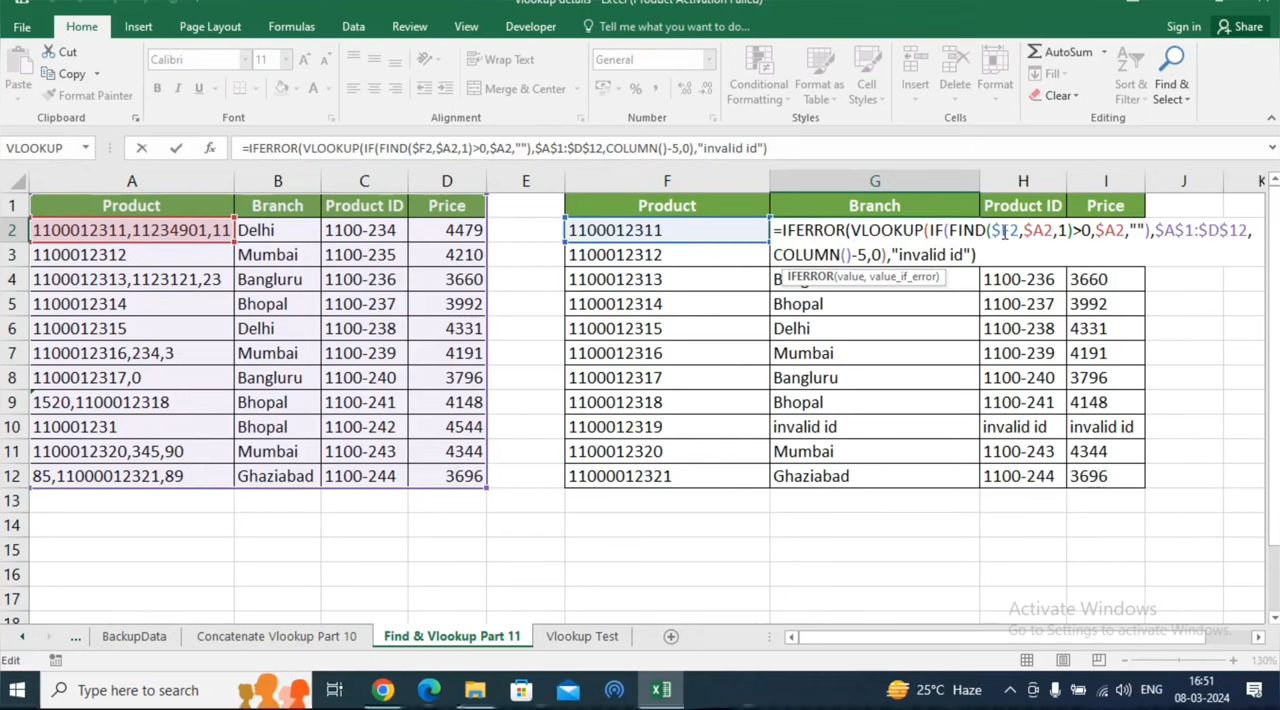 Vlookup details - Excel (Product Activation Failed)
File Home Insert Page Layout Formulas Data Review View Developer Tell me what you want to do... Sign in Share
Paste
Cut
Copy
Format Painter
Clipboard
Calibri 11
B I U
Font
Wrap Text
Merge & Center
Alignment
General
Number
Conditional Formatting
Format as Table
Cell Styles
Styles
Insert Delete Format
Cells
AutoSum
Fill
Clear
Sort & Filter
Find & Select
Editing
VLOOKUP =IFERROR(VLOOKUP(IF(FIND($F2,$A2,1)>0,$A2,""),$A$1:$D$12,COLUMN()-5,0),"invalid id")
A B C D E F G H I J K
1 Product Branch Product ID Price Product Branch Product ID Price
2 1100012311,11234901,11 Delhi 1100-234 4479 1100012311 =IFERROR(VLOOKUP(IF(FIND($F2,$A2,1)>0,$A2,""),$A$1:$D$12,
3 1100012312 Mumbai 1100-235 4210 1100012312 COLUMN()-5,0),"invalid id")
IFERROR(value, value_if_error)
4 1100012313,1123121,23 Bangluru 1100-236 3660 1100012313 1100-236 3660
5 1100012314 Bhopal 1100-237 3992 1100012314 Bhopal 1100-237 3992
6 1100012315 Delhi 1100-238 4331 1100012315 Delhi 1100-238 4331
7 1100012316,234,3 Mumbai 1100-239 4191 1100012316 Mumbai 1100-239 4191
8 1100012317,0 Bangluru 1100-240 3796 1100012317 Bangluru 1100-240 3796
9 1520,1100012318 Bhopal 1100-241 4148 1100012318 Bhopal 1100-241 4148
10 110001231 Bhopal 1100-242 4544 1100012319 invalid id invalid id invalid id
11 1100012320,345,90 Mumbai 1100-243 4344 1100012320 Mumbai 1100-243 4344
12 85,11000012321,89 Ghaziabad 1100-244 3696 11000012321 Ghaziabad 1100-244 3696
13
14
15
16
17
18
Activate Windows
Go to Settings to activate Windows.
... BackupData Concatenate Vlookup Part 10 Find & Vlookup Part 11 Vlookup Test
Edit 130%
Type here to search 25°C Haze ENG 16:51
08-03-2024